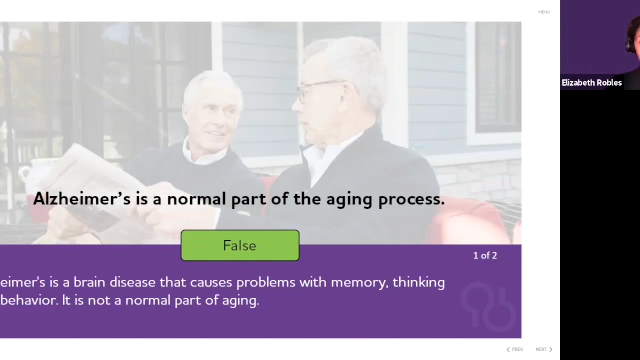 MENU
Elizabeth Robles
Alzheimer's is a normal part of the aging process.
False
1 of 2
eimer's is a brain disease that causes problems with memory, thinking
behavior. It is not a normal part of aging.
PREV NEXT